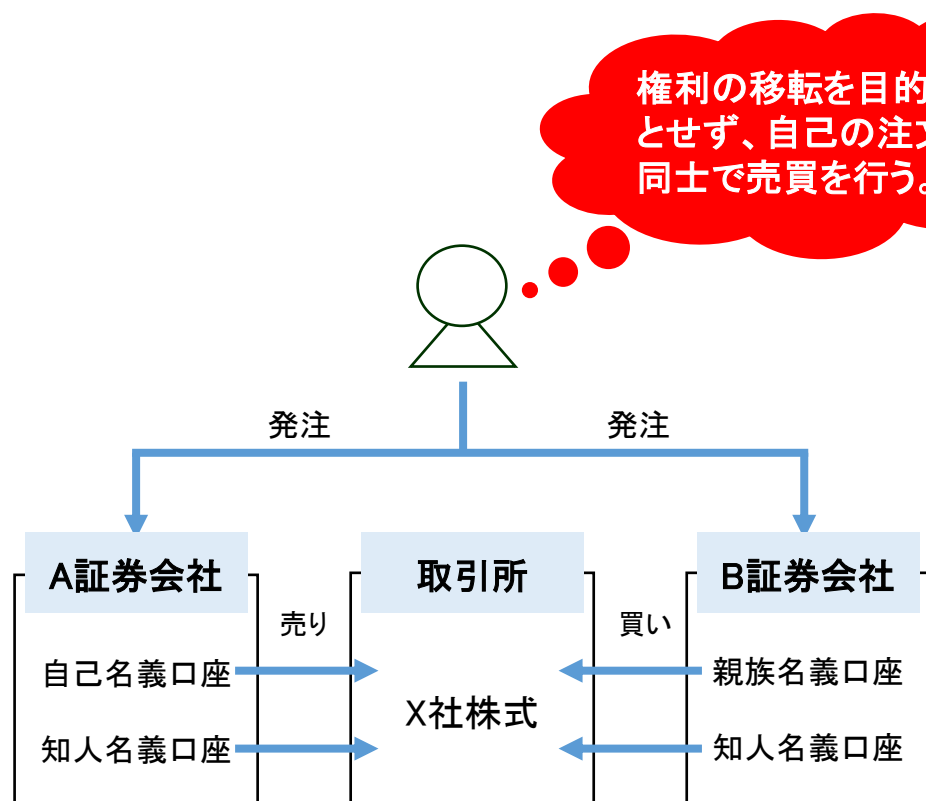 権利の移転を目的
とせず、自己の注文
同士で売買を行う。
発注
発注
A証券会社
取引所
B証券会社
売り
買い
自己名義口座
親族名義口座
X社株式
知人名義口座
知人名義口座